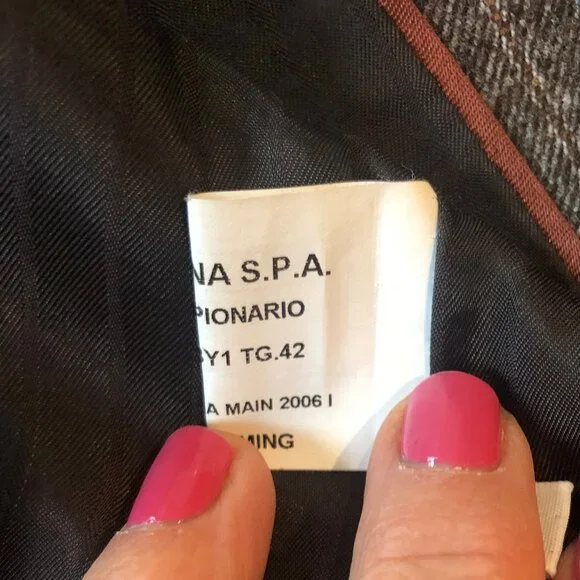 NA S.P.A.
PIONARIO
Y1 TG.42
A MAIN 2006 I
MING